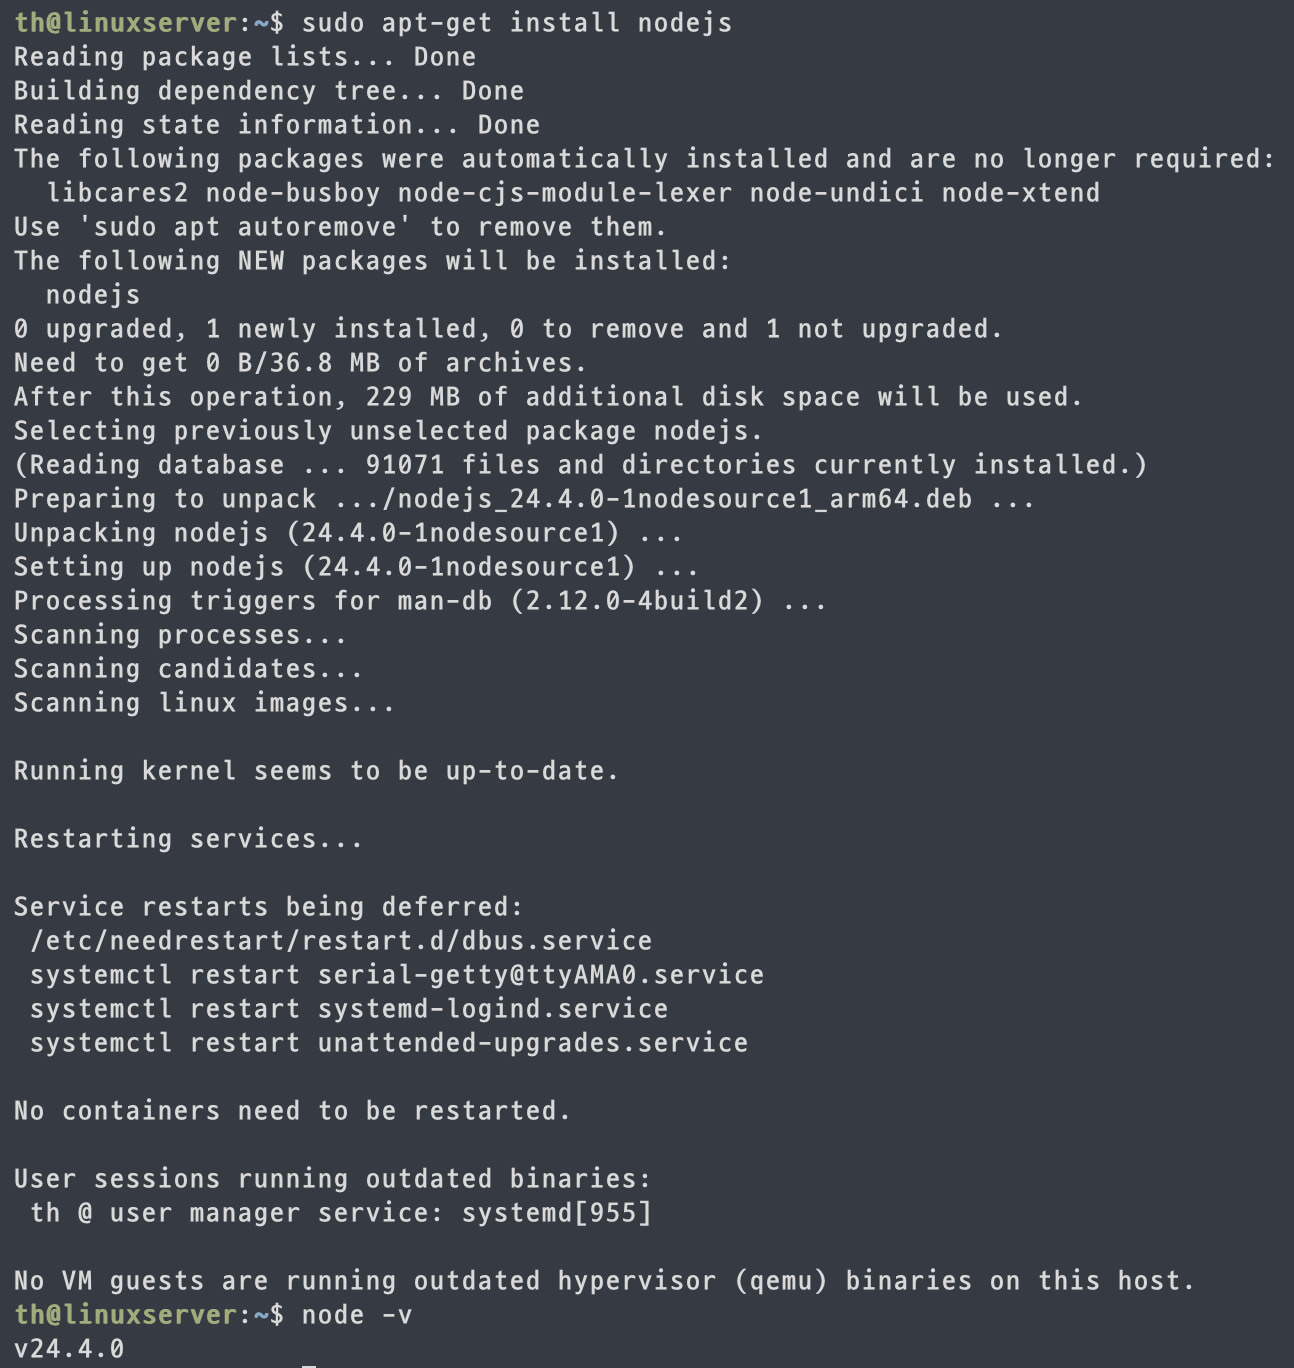 th@linuxserver:~$ sudo apt-get install nodejs
Reading package lists... Done
Building dependency tree... Done
Reading state information... Done
The following packages were automatically installed and are no longer required:
  libcares2 node-busboy node-cjs-module-lexer node-undici node-xtend
Use 'sudo apt autoremove' to remove them.
The following NEW packages will be installed:
  nodejs
0 upgraded, 1 newly installed, 0 to remove and 1 not upgraded.
Need to get 0 B/36.8 MB of archives.
After this operation, 229 MB of additional disk space will be used.
Selecting previously unselected package nodejs.
(Reading database ... 91071 files and directories currently installed.)
Preparing to unpack .../nodejs_24.4.0-1nodesource1_arm64.deb ...
Unpacking nodejs (24.4.0-1nodesource1) ...
Setting up nodejs (24.4.0-1nodesource1) ...
Processing triggers for man-db (2.12.0-4build2) ...
Scanning processes...
Scanning candidates...
Scanning linux images...

Running kernel seems to be up-to-date.

Restarting services...

Service restarts being deferred:
 /etc/needrestart/restart.d/dbus.service
 systemctl restart serial-getty@ttyAMA0.service
 systemctl restart systemd-logind.service
 systemctl restart unattended-upgrades.service

No containers need to be restarted.

User sessions running outdated binaries:
 th @ user manager service: systemd[955]

No VM guests are running outdated hypervisor (qemu) binaries on this host.
th@linuxserver:~$ node -v
v24.4.0